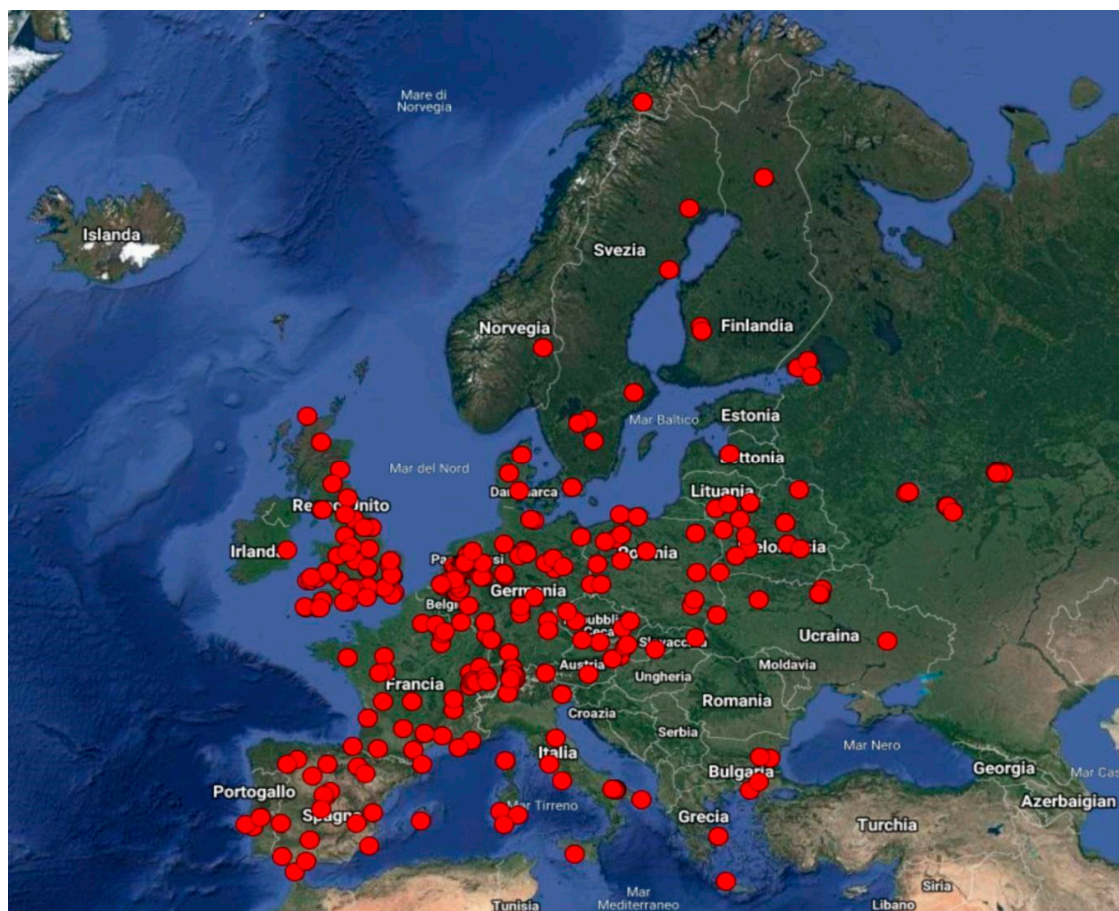 Mare di
Norvegia
Islanda
Svezia
Norvegia
Finlandia
Estonia
Mar Baltico
Mar del Nord
Lituania
Irlanda
Germania
Ucraina
Austria
Ungheria
Moldavia
Francia
Romania
Croazia
Serbia
Italia
Mar Nero
Bulgaria
Georgia
Mar Cas
Portogallo
Mar Tirreno
Azerbaigian
Grecia
Turchia
Mar
Mediterraneo
Siria
Tunisia
Libano